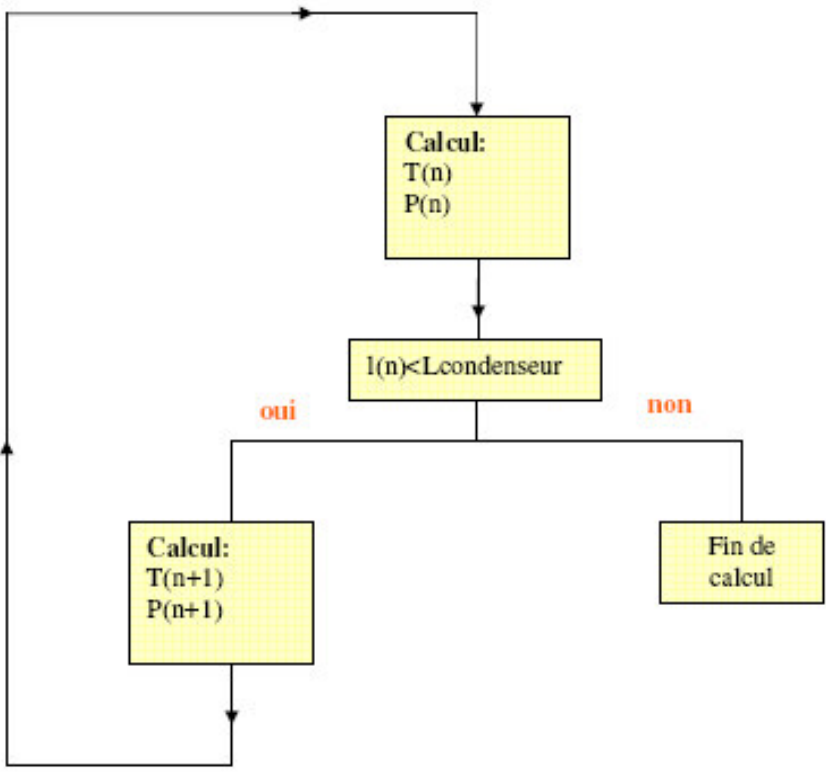 Calcul:
T(n)
P(n)
l(n)<Lcondenseur
oui
non
Calcul:
T(n+1)
P(n+1)
Fin de
calcul